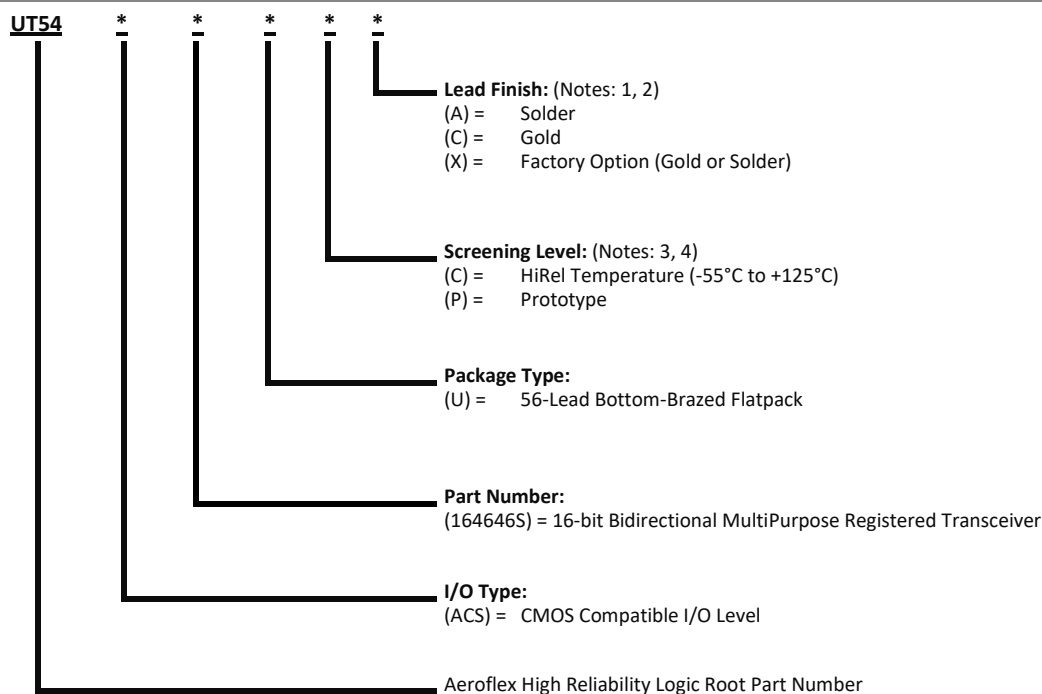 UT54 * * * * *
Lead Finish: (Notes: 1, 2)
(A) = Solder
(C) = Gold
(X) = Factory Option (Gold or Solder)
Screening Level: (Notes: 3, 4)
(C) = HiRel Temperature (-55°C to +125°C)
(P) = Prototype
Package Type:
(U) = 56-Lead Bottom-Brazed Flatpack
Part Number:
(164646S) = 16-bit Bidirectional MultiPurpose Registered Transceiver
I/O Type:
(ACS) = CMOS Compatible I/O Level
Aeroflex High Reliability Logic Root Part Number